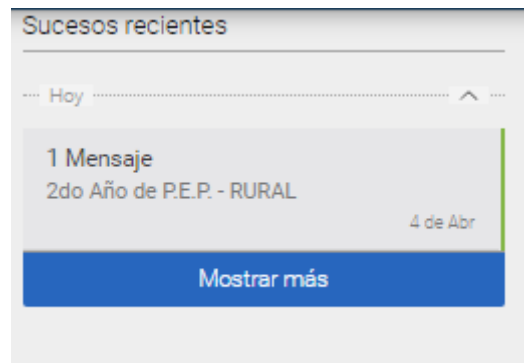 Sucesos recientes
Hoy
1 Mensaje
2do Año de P.E.P. - RURAL
4 de Abr
Mostrar más